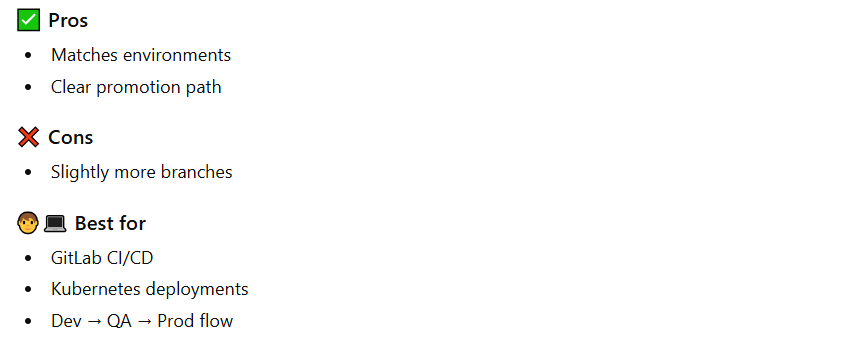 ✅ Pros
• Matches environments
• Clear promotion path
❌ Cons
• Slightly more branches
🧑💻 Best for
• GitLab CI/CD
• Kubernetes deployments
• Dev → QA → Prod flow